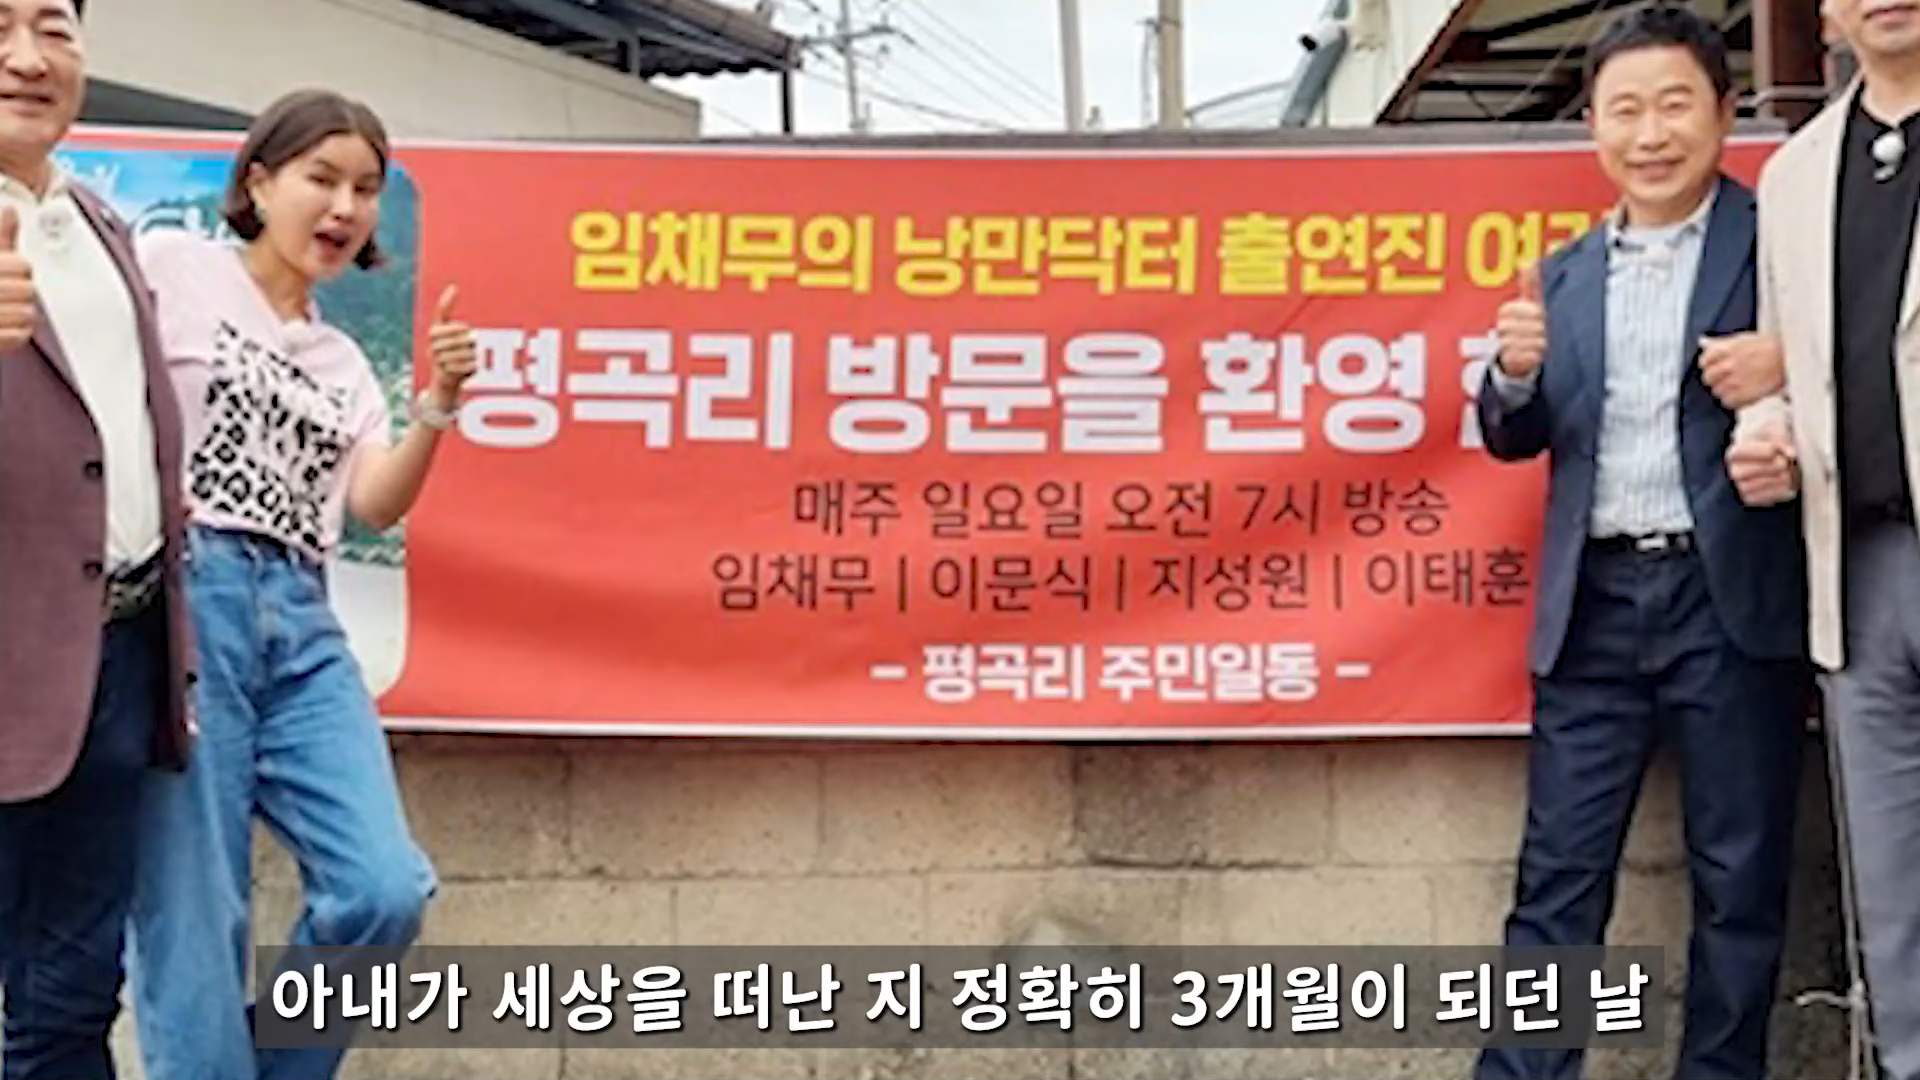 임채무의 낭만닥터 출연진
평곡리 방문을 환영
매주 일요일 오전 7시 방송
임채무 | 이문식 | 지성원 | 이태훈
- 평곡리 주민일동 -
아내가 세상을 떠난 지 정확히 3개월이 되던 날